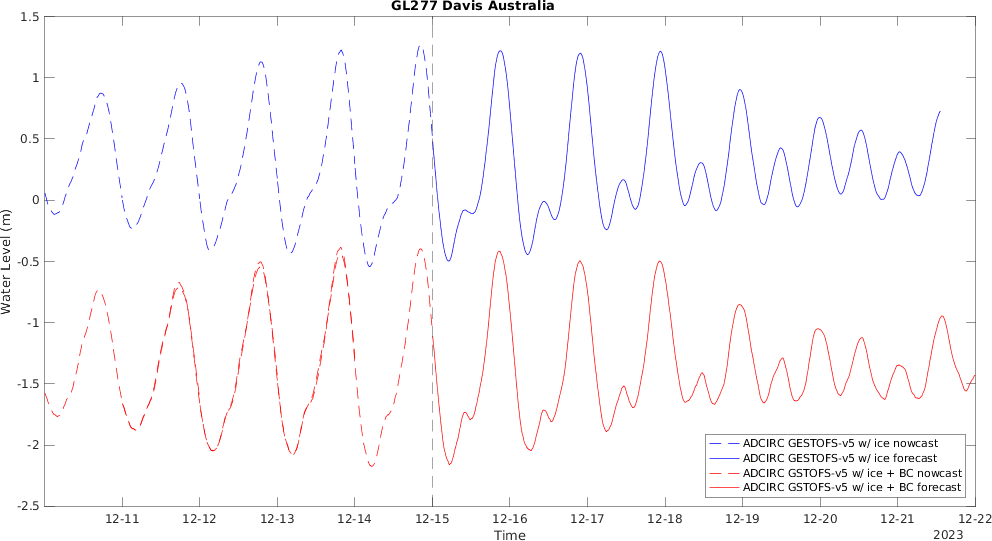 GL277 Davis Australia
1.5
1
0.5
0
-0.5
-1
-1.5
-2
-2.5
Water Level (m)
ADCIRC GESTOFS-v5 w/ ice nowcast
ADCIRC GESTOFS-v5 w/ ice forecast
ADCIRC GSTOFS-v5 w/ ice + BC nowcast
ADCIRC GSTOFS-v5 w/ ice + BC forecast
12-11 12-12 12-13 12-14 12-15 12-16 12-17 12-18 12-19 12-20 12-21 12-22
Time
2023